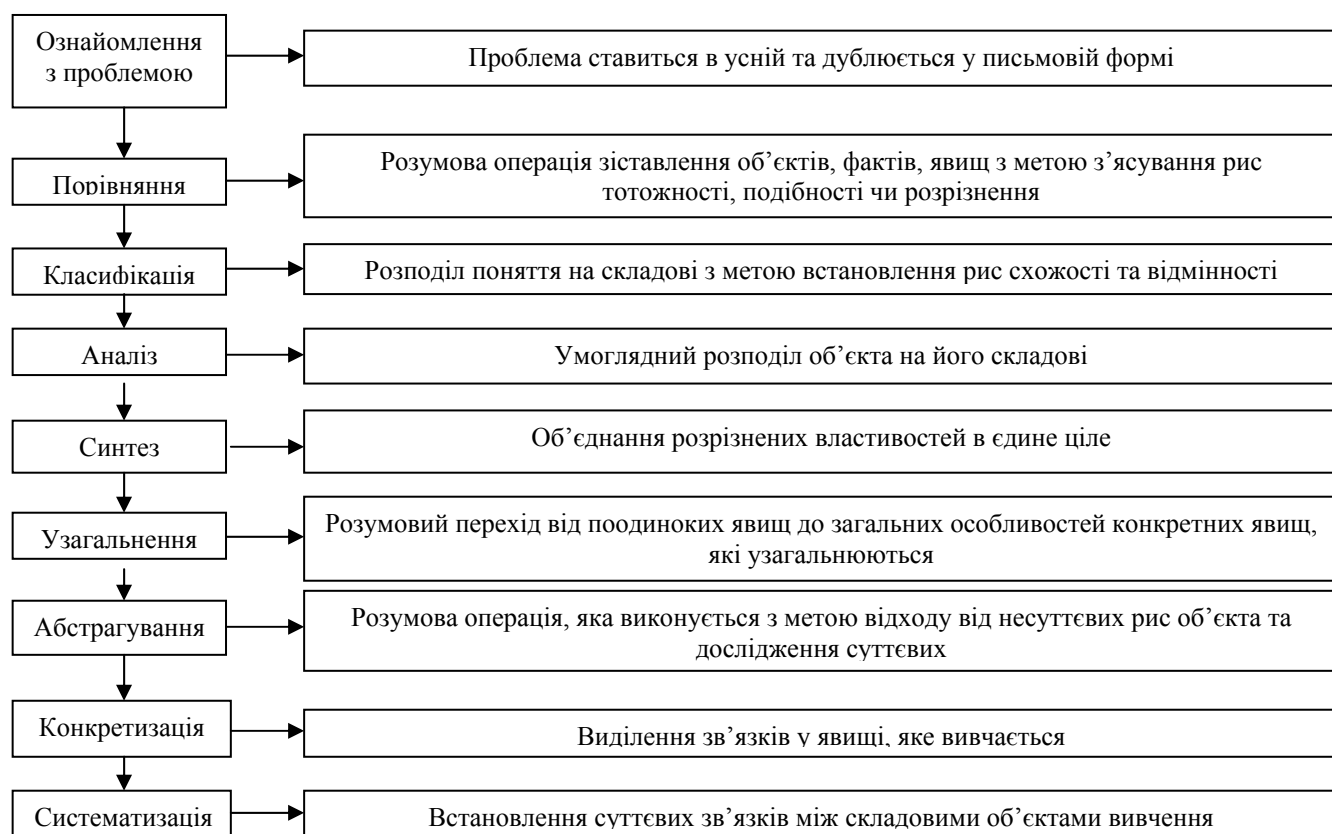 Ознайомлення
з проблемою
Проблема ставиться в усній та дублюється у письмовій формі
Порівняння
Розумова операція зіставлення об’єктів, фактів, явищ з метою з’ясування рис
тотожності, подібності чи розрізнення
Класифікація
Розподіл поняття на складові з метою встановлення рис схожості та відмінності
Аналіз
Умоглядний розподіл об’єкта на його складові
Синтез
Об’єднання розрізнених властивостей в єдине ціле
Узагальнення
Розумовий перехід від поодиноких явищ до загальних особливостей конкретних явищ,
які узагальнюються
Абстрагування
Розумова операція, яка виконується з метою відходу від несуттєвих рис об’єкта та
дослідження суттєвих
Конкретизація
Виділення зв’язків у явищі, яке вивчається
Систематизація
Встановлення суттєвих зв’язків між складовими об’єктами вивчення